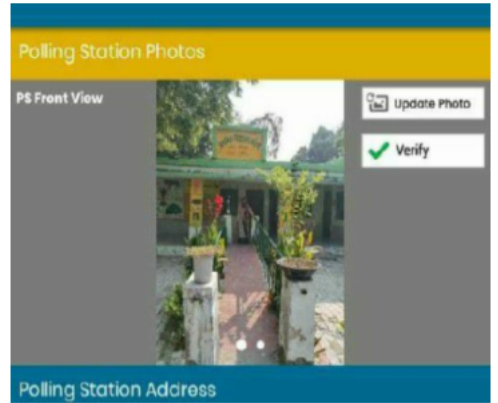 Polling Station Photos
PS Front View
Update Photo
Verify
Polling Station Address